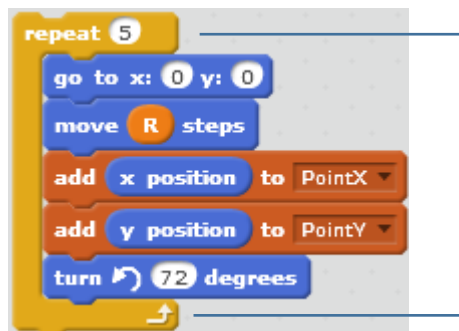 repeat 5
go to x: 0 y: 0
move R steps
add x position to PointX
add y position to PointY
turn 72 degrees